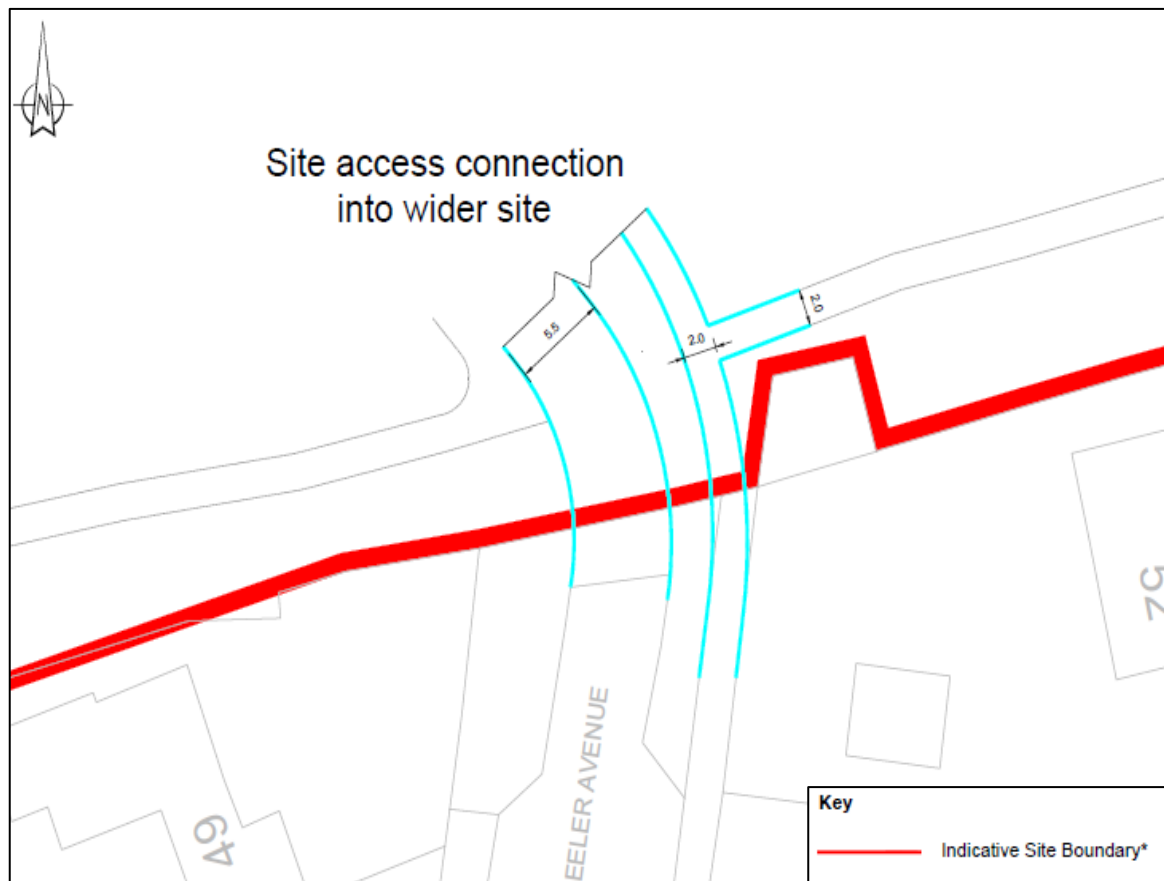 N
Site access connection
into wider site
5.5
2.0
2.0
52
49
EELER AVENUE
Key
Indicative Site Boundary*